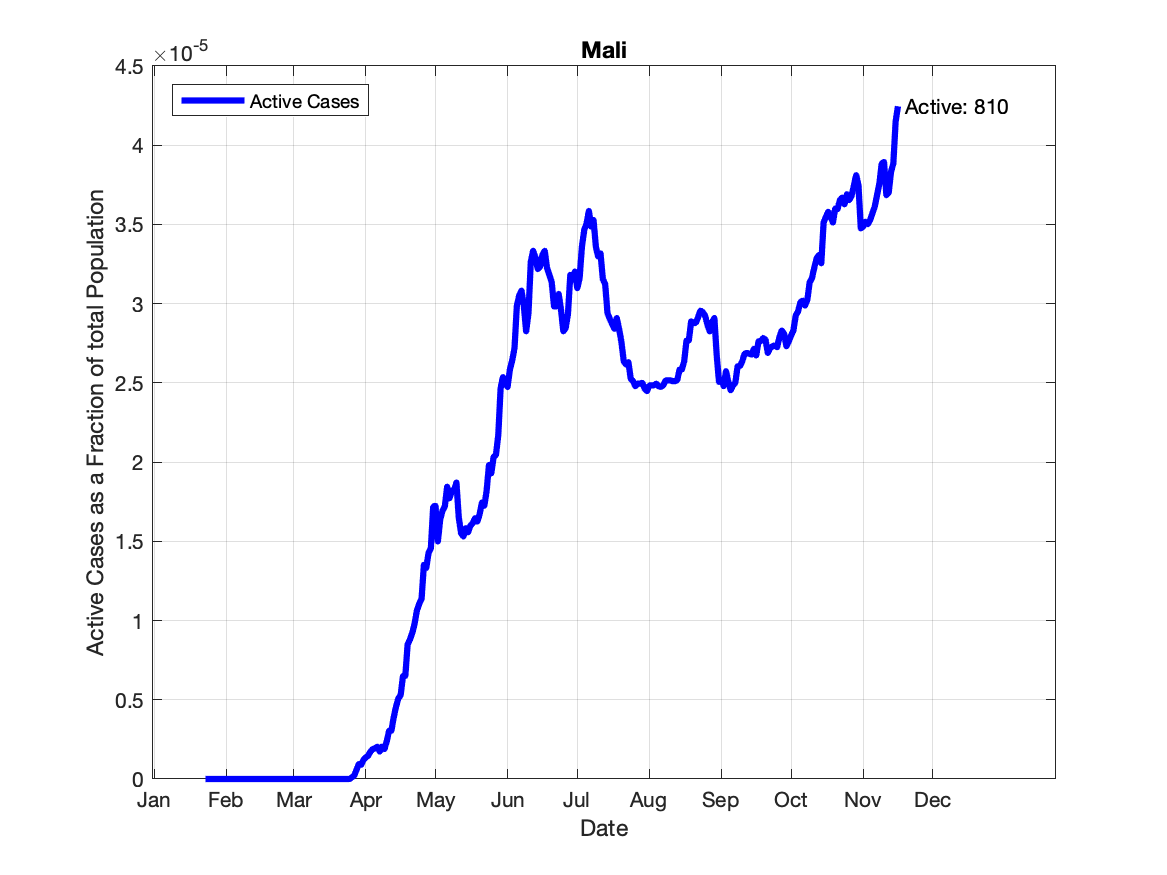 Mali
×10-5
4.5
4
3.5
3
2.5
2
1.5
1
0.5
0
Active Cases as a Fraction of total Population
Active Cases
Active: 810
Jan Feb Mar Apr May Jun Jul Aug Sep Oct Nov Dec
Date